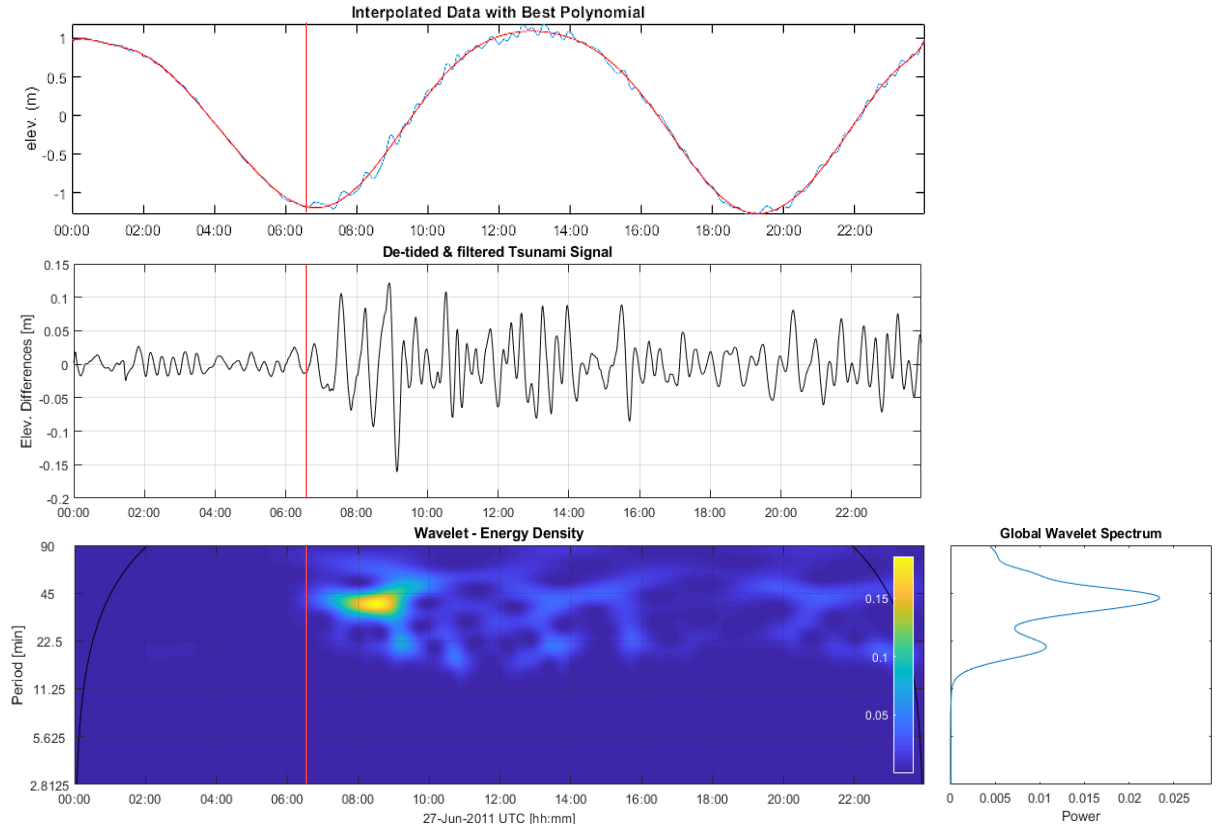 Interpolated Data with Best Polynomial
elev. (m)
1
0.5
0
-0.5
-1
00:00 02:00 04:00 06:00 08:00 10:00 12:00 14:00 16:00 18:00 20:00 22:00
De-tided & filtered Tsunami Signal
Elev. Differences [m]
0.15
0.1
0.05
0
-0.05
-0.1
-0.15
-0.2
00:00 02:00 04:00 06:00 08:00 10:00 12:00 14:00 16:00 18:00 20:00 22:00
Wavelet - Energy Density
Period [min]
90
45
22.5
11.25
5.625
2.8125
0.15
0.1
0.05
00:00 02:00 04:00 06:00 08:00 10:00 12:00 14:00 16:00 18:00 20:00 22:00
27-Jun-2011 UTC [hh:mm]
Global Wavelet Spectrum
0 0.005 0.01 0.015 0.02 0.025
Power